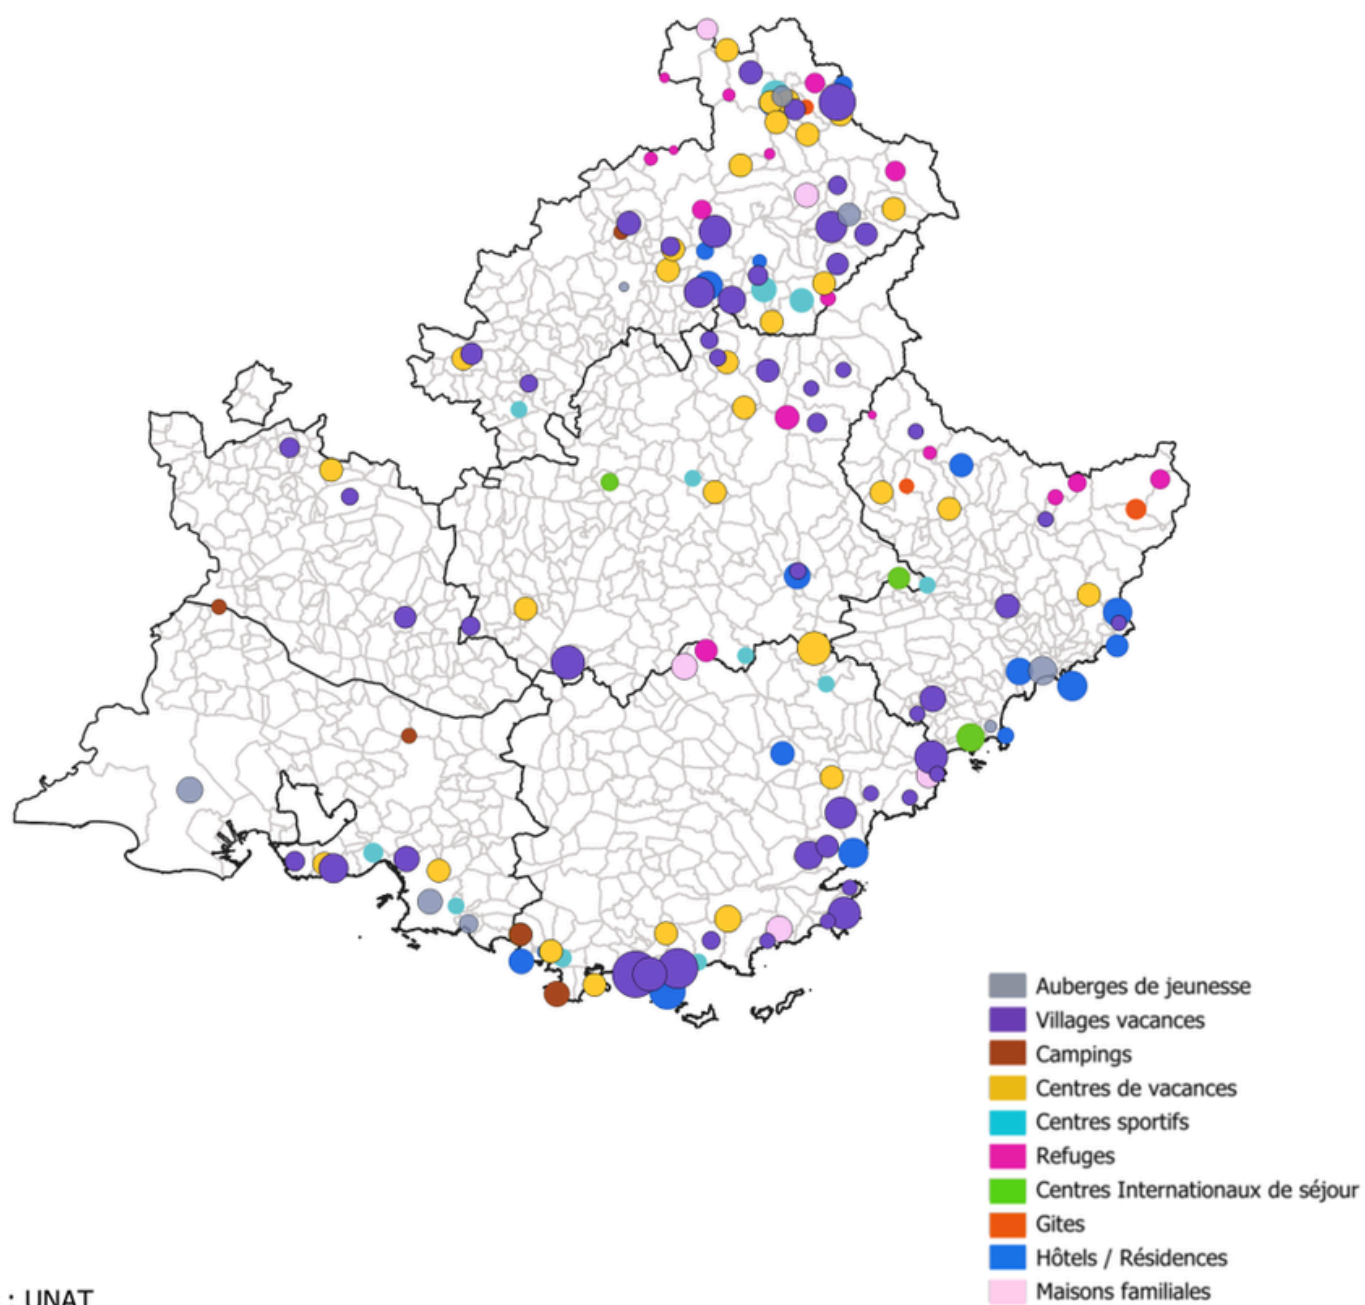 Auberges de jeunesse
Villages vacances
Campings
Centres de vacances
Centres sportifs
Refuges
Centres Internationaux de séjour
Gites
Hôtels / Résidences
Maisons familiales
: UNAT